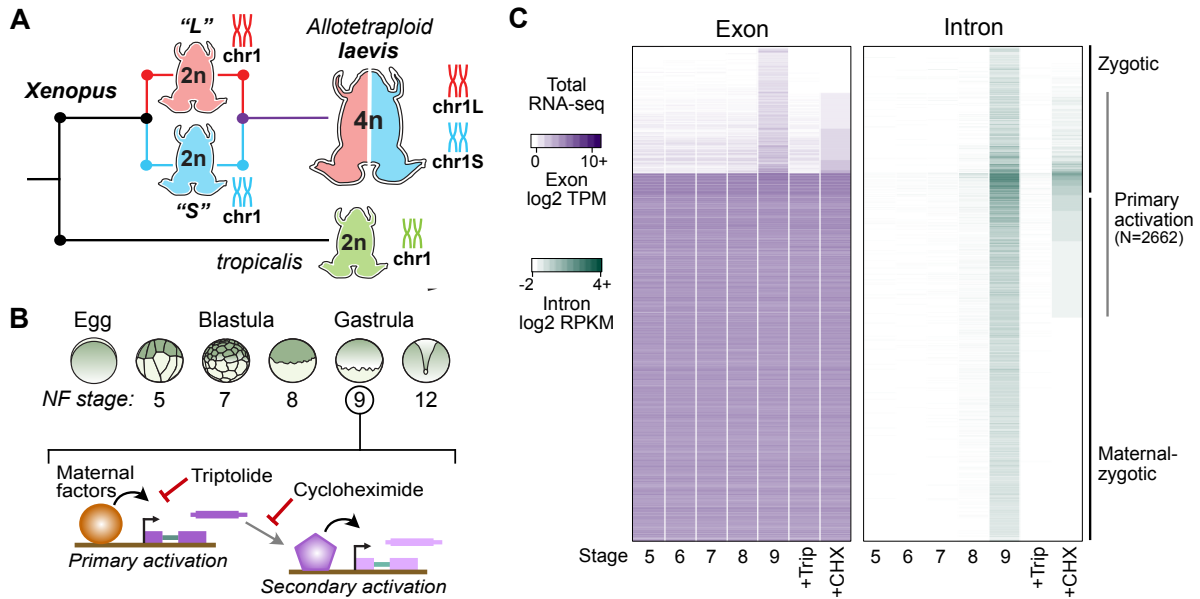 A
"L"
chr1
2n
Xenopus
2n
"S"
chr1
Allotetraploid
laevis
4n
chr1L
chr1S
2n
chr1
tropicalis
B
Egg
Blastula
Gastrula
NF stage: 5 7 8 9 12
Maternal
factors
Triptolide
Cycloheximide
Primary activation
Secondary activation
C
Exon
Intron
Total
RNA-seq
0 10+
Exon
log2 TPM
-2 4+
Intron
log2 RPKM
Zygotic
Primary
activation
(N=2662)
Maternal-
zygotic
Stage 5 6 7 8 9 +Trip +CHX
5 6 7 8 9 +Trip +CHX